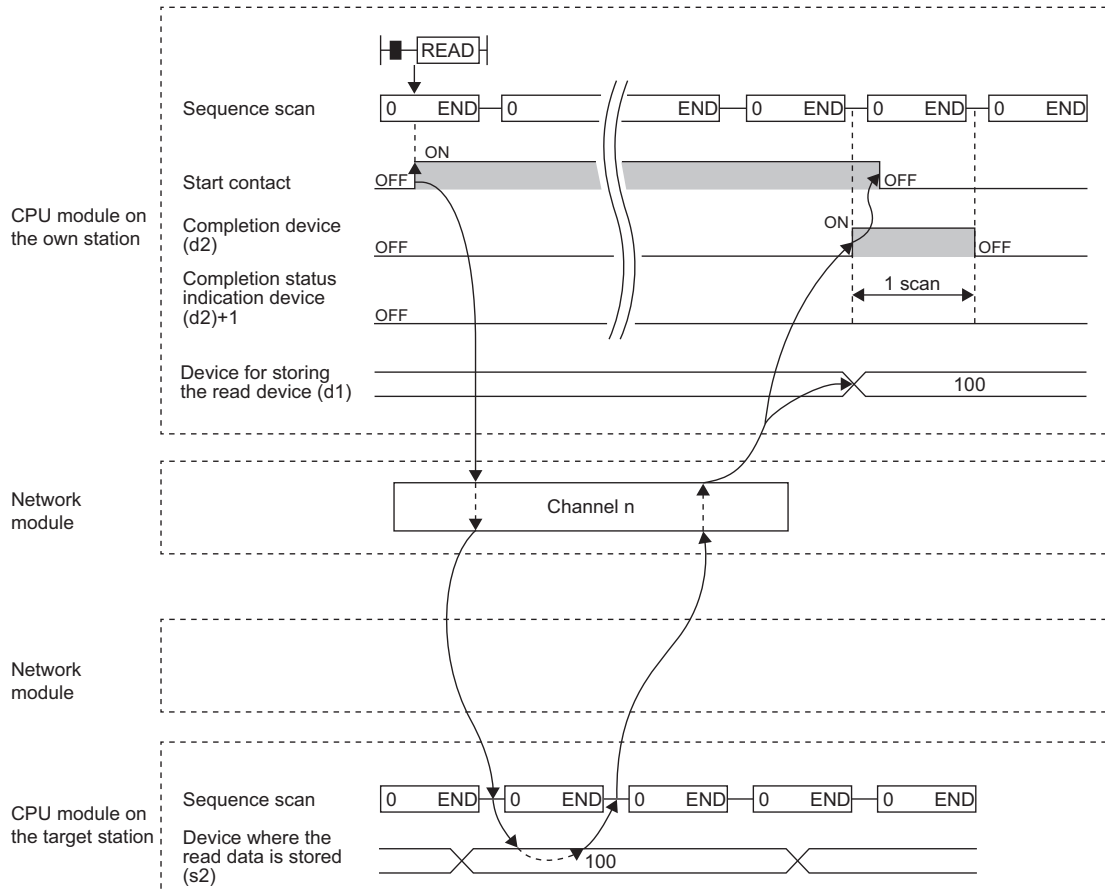 READ
Sequence scan
0 END 0 END 0 END 0 END 0 END
ON
Start contact
OFF
OFF
CPU module on
the own station
Completion device
(d2)
ON
OFF
OFF
Completion status
indication device
(d2)+1
1 scan
OFF
Device for storing
the read device (d1)
100
Network
module
Channel n
Network
module
CPU module on
the target station
Sequence scan
0 END 0 END 0 END 0 END 0 END
Device where the
read data is stored
(s2)
100